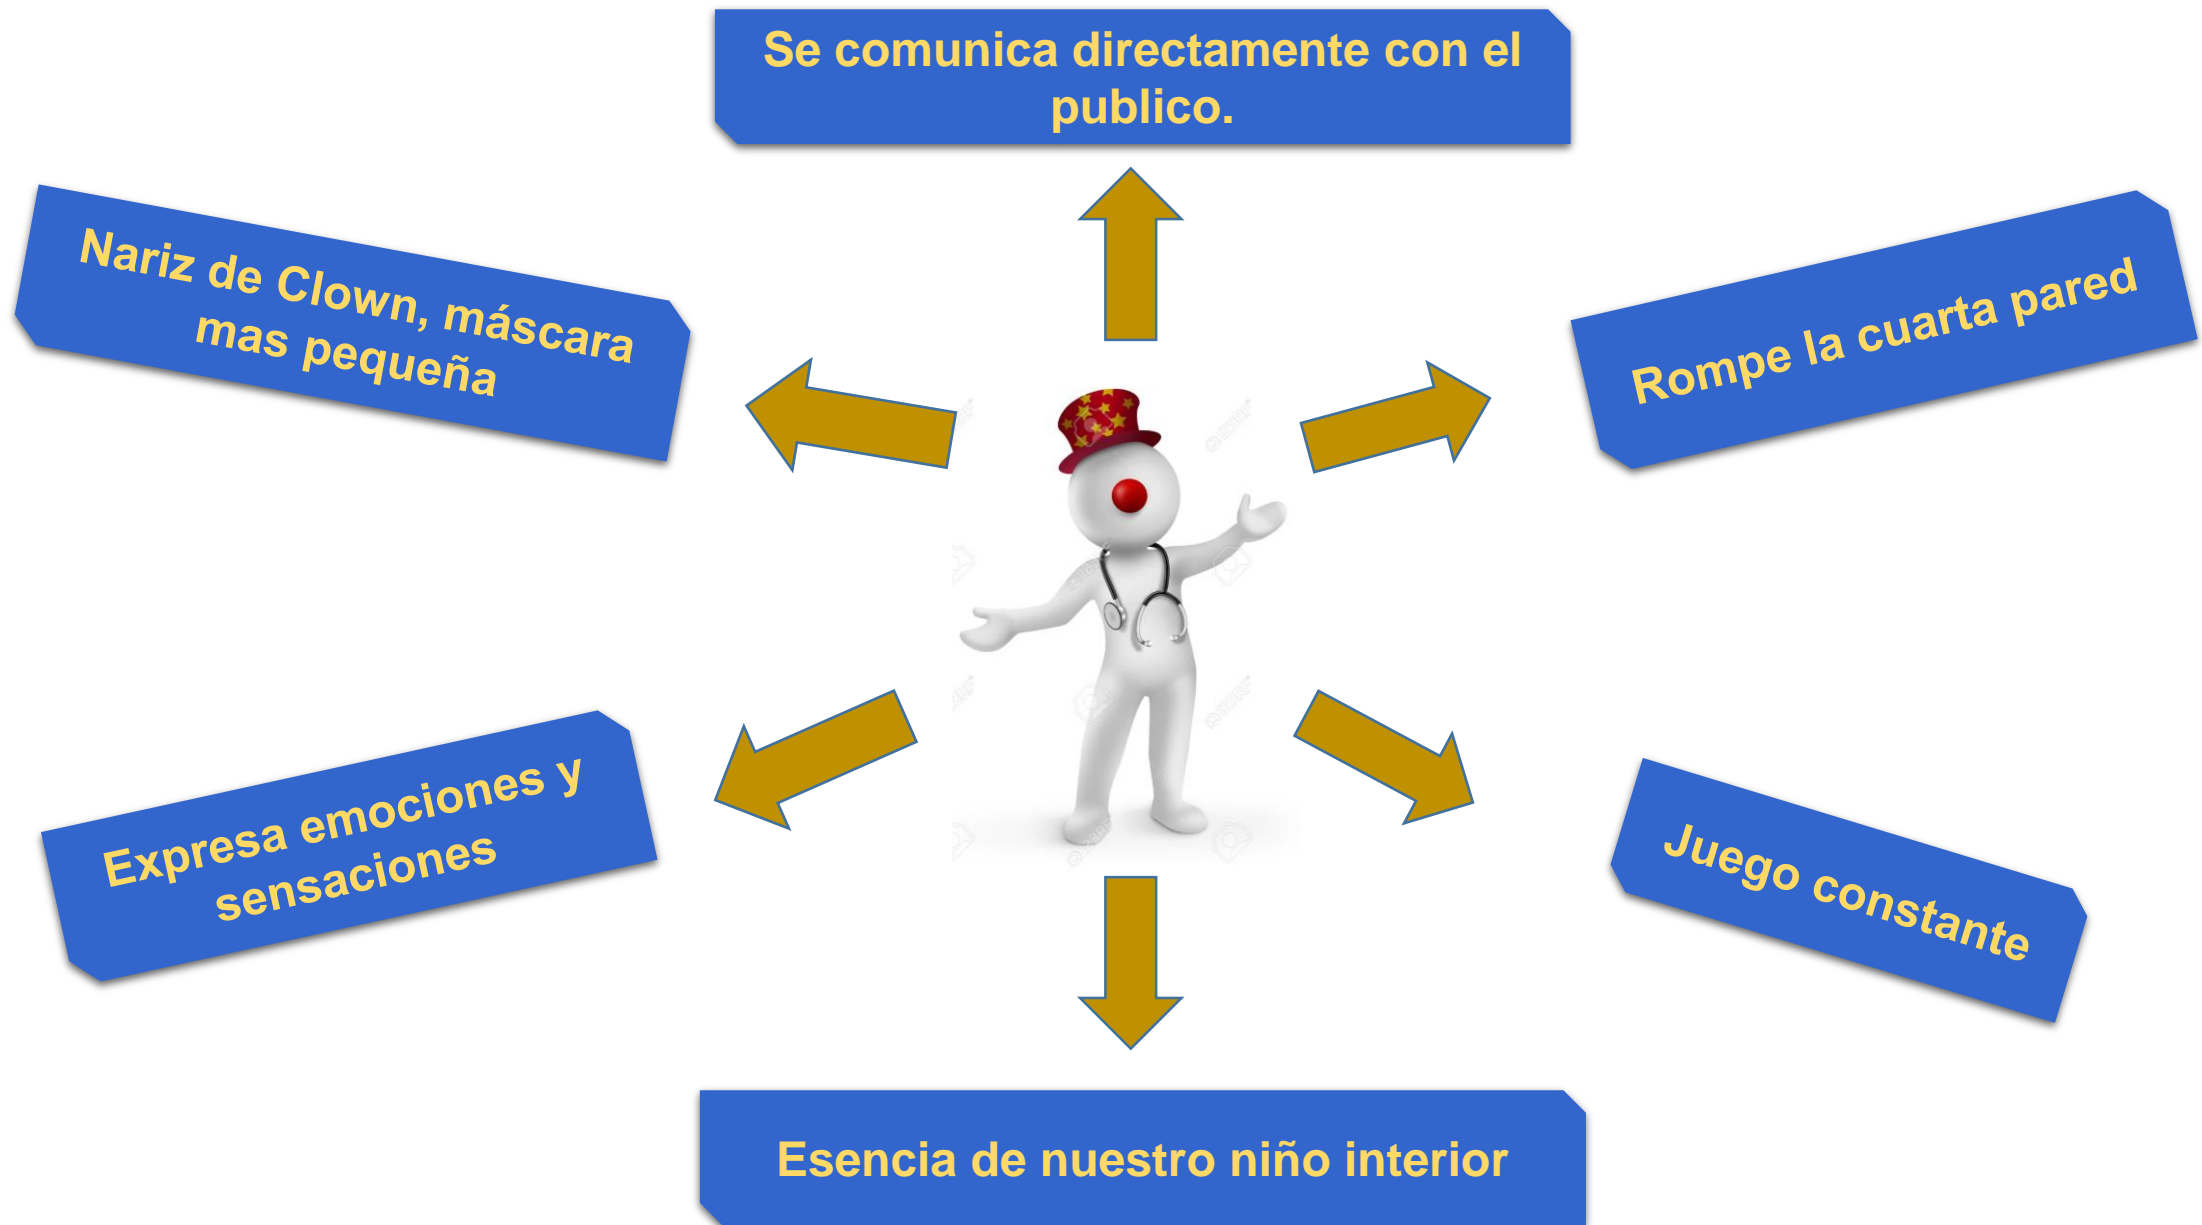 Se comunica directamente con el
publico.
Nariz de Clown, máscara
mas pequeña
Rompe la cuarta pared
Expresa emociones y
sensaciones
Juego constante
Esencia de nuestro niño interior